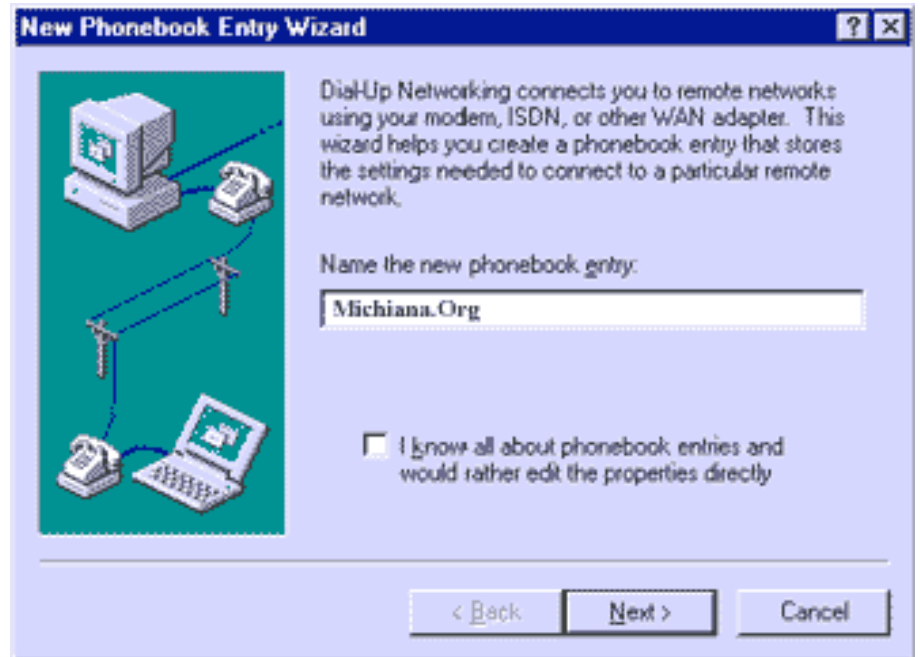 New Phonebook Entry Wizard
Dial-Up Networking connects you to remote networks
using your modem, ISDN, or other WAN adapter. This
wizard helps you create a phonebook entry that stores
the settings needed to connect to a particular remote
network.
Name the new phonebook entry:
Michiana.Org
I know all about phonebook entries and
would rather edit the properties directly
< Back
Next >
Cancel